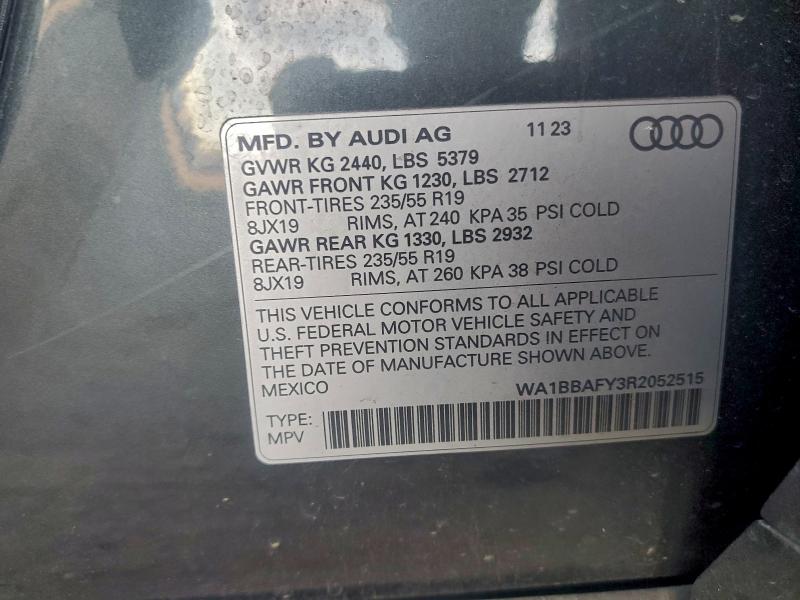 MFD. BY AUDI AG 11 23
GVWR KG 2440, LBS 5379
GAWR FRONT KG 1230, LBS 2712
FRONT-TIRES 235/55 R19
8JX19 RIMS, AT 240 KPA 35 PSI COLD
GAWR REAR KG 1330, LBS 2932
REAR-TIRES 235/55 R19
8JX19 RIMS, AT 260 KPA 38 PSI COLD
THIS VEHICLE CONFORMS TO ALL APPLICABLE
U.S. FEDERAL MOTOR VEHICLE SAFETY AND
THEFT PREVENTION STANDARDS IN EFFECT ON
THE DATE OF MANUFACTURE SHOWN ABOVE.
MEXICO WA1BBAFY3R2052515
TYPE:
MPV